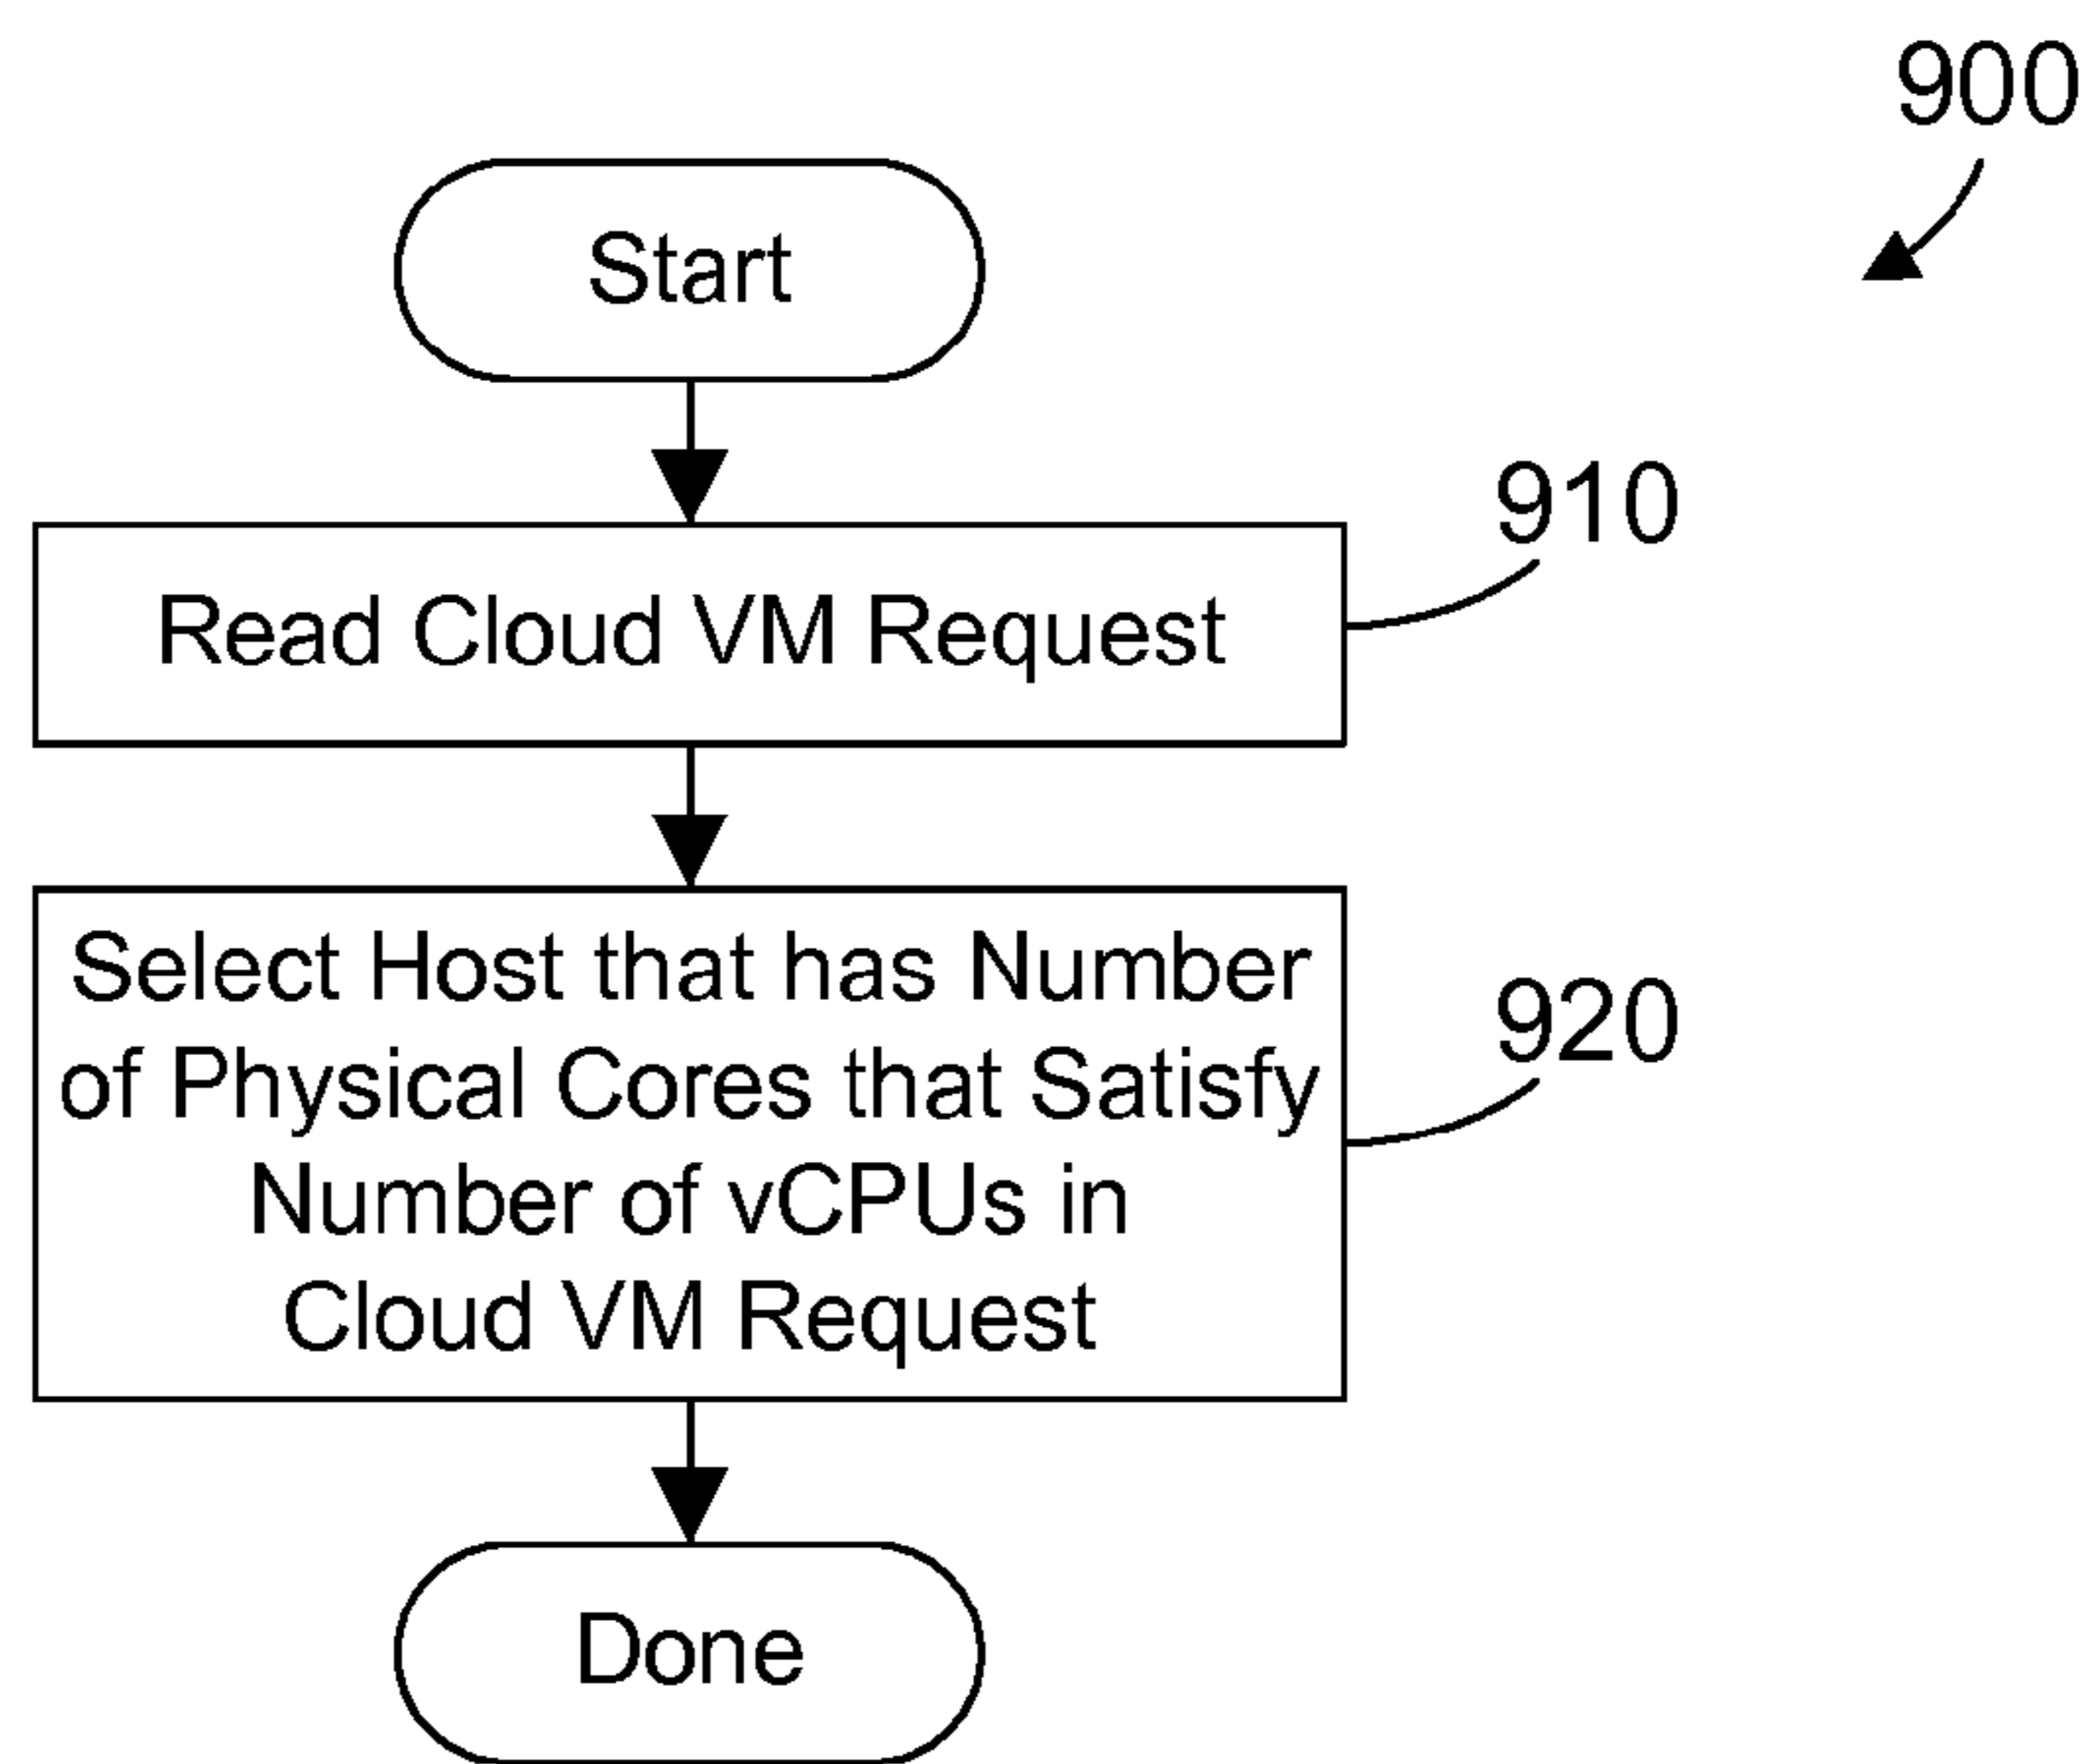 900
Start
910
Read Cloud VM Request
Select Host that has Number
of Physical Cores that Satisfy
920
Number of vCPUs in
Cloud VM Request
Done